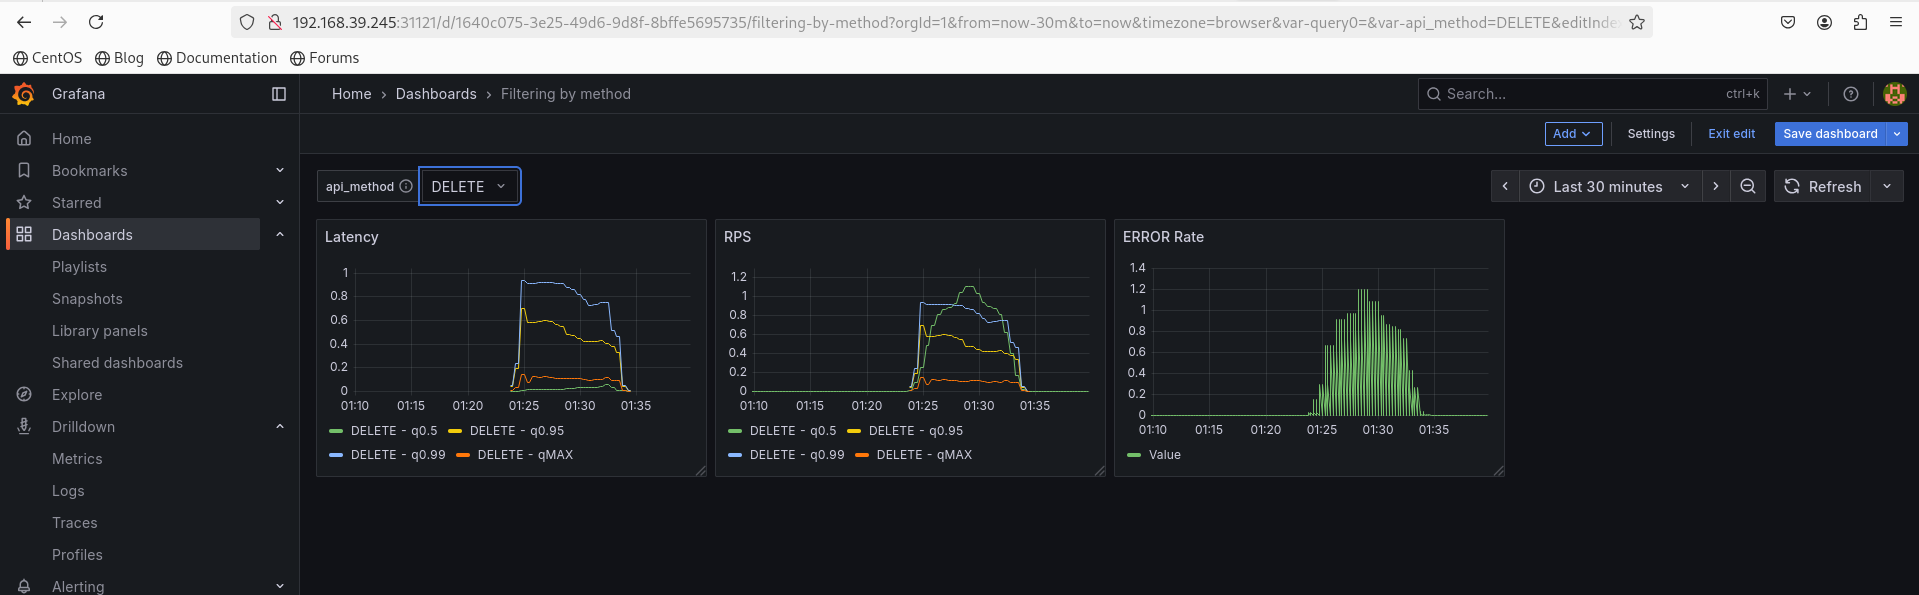 192.168.39.245:31121/d/1640c075-3e25-49d6-9d8f-8bffe5695735/filtering-by-method?orgId=1&from=now-30m&to=now&timezone=browser&var-query0=&var-api_method=DELETE&editInde
CentOS Blog Documentation Forums
Grafana
Home › Dashboards › Filtering by method
Search... ctrl+k
Add Settings Exit edit Save dashboard
Home
Bookmarks
Starred
Dashboards
Playlists
Snapshots
Library panels
Shared dashboards
Explore
Drilldown
Metrics
Logs
Traces
Profiles
Alerting
api_method DELETE
Last 30 minutes Refresh
Latency
1
0.8
0.6
0.4
0.2
0
01:10 01:15 01:20 01:25 01:30 01:35
DELETE - q0.5 DELETE - q0.95
DELETE - q0.99 DELETE - qMAX
RPS
1.2
1
0.8
0.6
0.4
0.2
0
01:10 01:15 01:20 01:25 01:30 01:35
DELETE - q0.5 DELETE - q0.95
DELETE - q0.99 DELETE - qMAX
ERROR Rate
1.4
1.2
1
0.8
0.6
0.4
0.2
0
01:10 01:15 01:20 01:25 01:30 01:35
Value